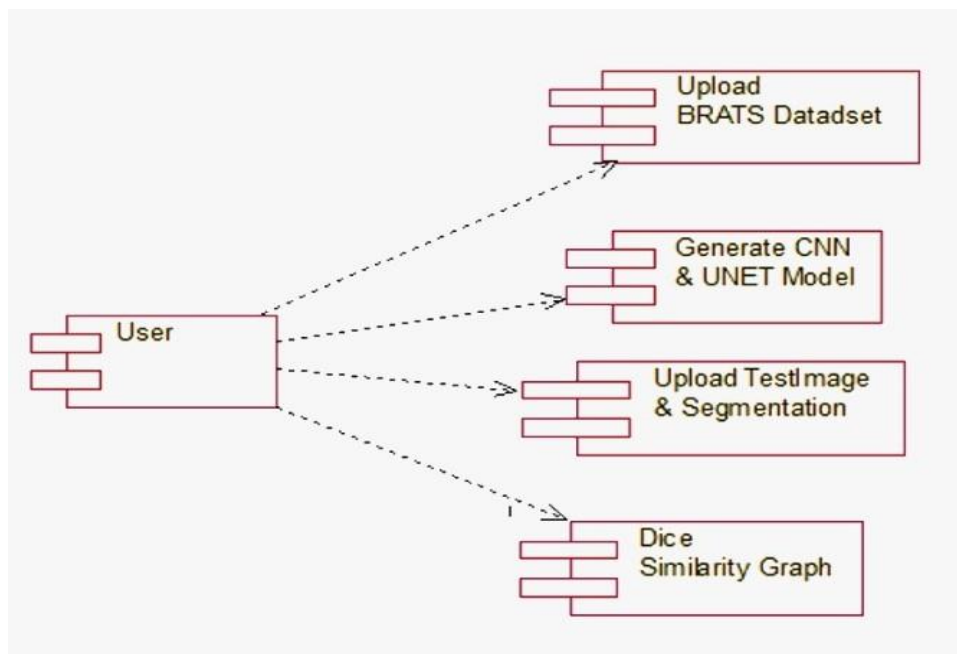 Upload
BRATS Datadset
Generate CNN
& UNET Model
User
Upload TestImage
& Segmentation
Dice
Similarity Graph